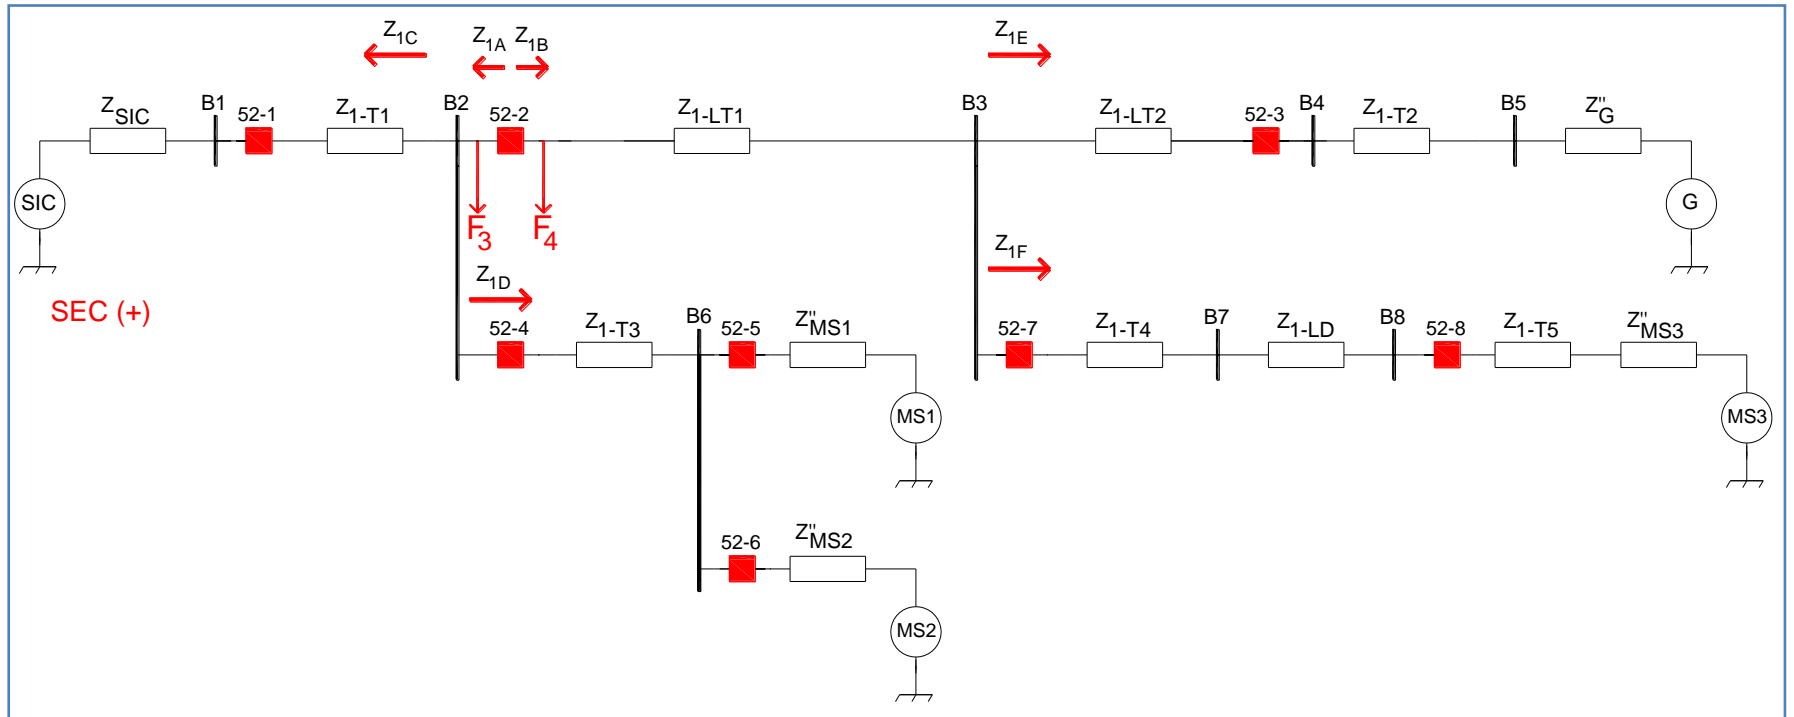 Z1C
Z1A
Z1B
Z1E
ZSIC
B1
52-1
Z1-T1
B2
52-2
Z1-LT1
B3
Z1-LT2
52-3
B4
Z1-T2
B5
Z"G
SIC
G
F3
F4
Z1D
Z1F
SEC (+)
52-4
Z1-T3
B6
52-5
Z"MS1
52-7
Z1-T4
B7
Z1-LD
B8
52-8
Z1-T5
Z"MS3
MS1
MS3
52-6
Z"MS2
MS2